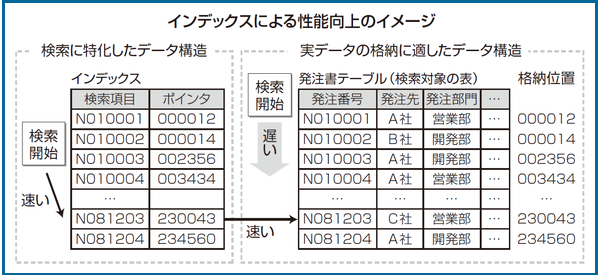 インデックスによる性能向上のイメージ
検索に特化したデータ構造
インデックス
検索項目 ポインタ
N010001 000012
N010002 000014
N010003 002356
N010004 003434
…
N081203 230043
N081204 234560
検索
開始
速い
実データの格納に適したデータ構造
検索
開始
遅い
速い
発注書テーブル(検索対象の表) 格納位置
発注番号 発注先 発注部門 …
N010001 A社 営業部 … 000012
N010002 B社 開発部 … 000014
N010003 A社 開発部 … 002356
N010004 A社 営業部 … 003434
… … … …
N081203 C社 営業部 … 230043
N081204 A社 開発部 … 234560